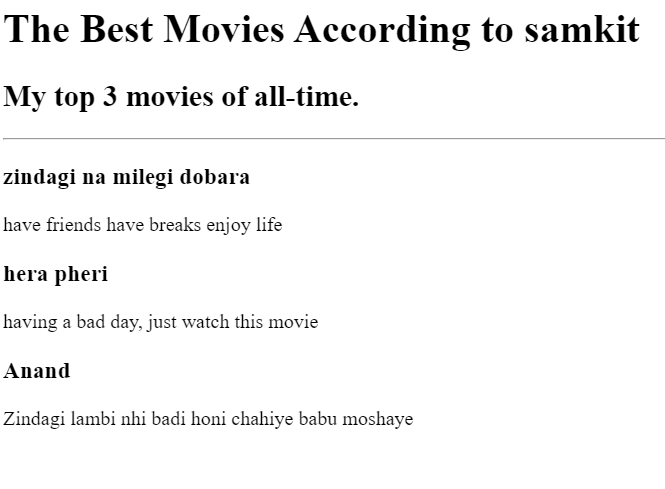 The Best Movies According to samkit
My top 3 movies of all-time.
zindagi na milegi dobara
have friends have breaks enjoy life
hera pheri
having a bad day, just watch this movie
Anand
Zindagi lambi nhi badi honi chahiye babu moshaye